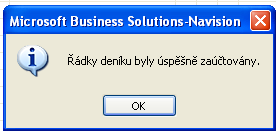 Microsoft Business Solutions-Navision
Řádky deníku byly úspěšně zaúčtovány.
OK